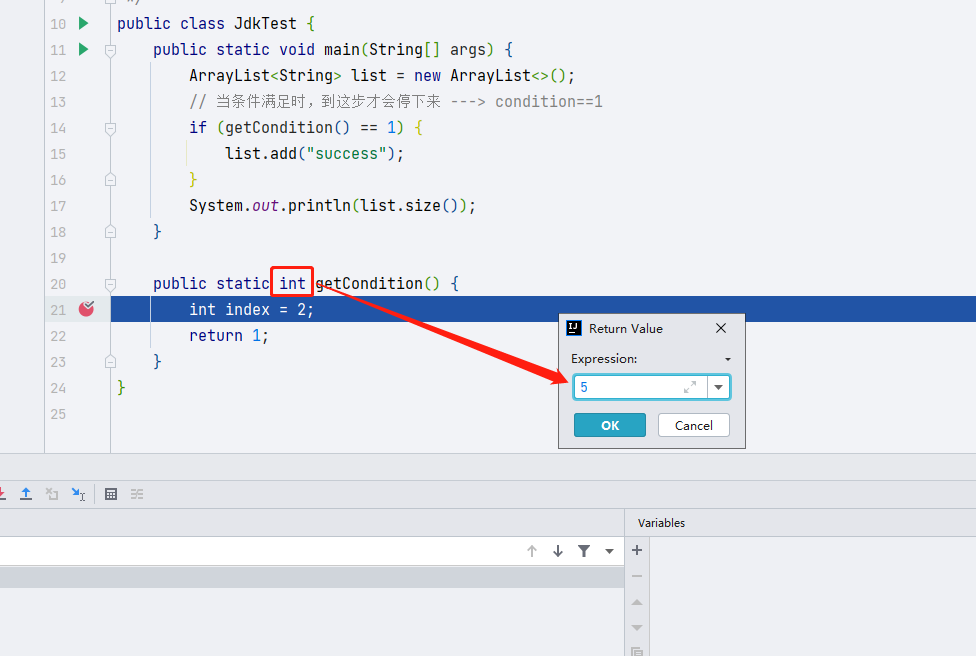 */
10 public class JdkTest {
11 public static void main(String[] args) {
12 ArrayList<String> list = new ArrayList<>();
13 // 当条件满足时，到这步才会停下来 ---> condition==1
14 if (getCondition() == 1) {
15 list.add("success");
16 }
17 System.out.println(list.size());
18 }
19
20 public static int getCondition() {
21 int index = 2;
22 return 1;
23 }
24 }
25
Return Value
Expression:
5
OK Cancel
Variables